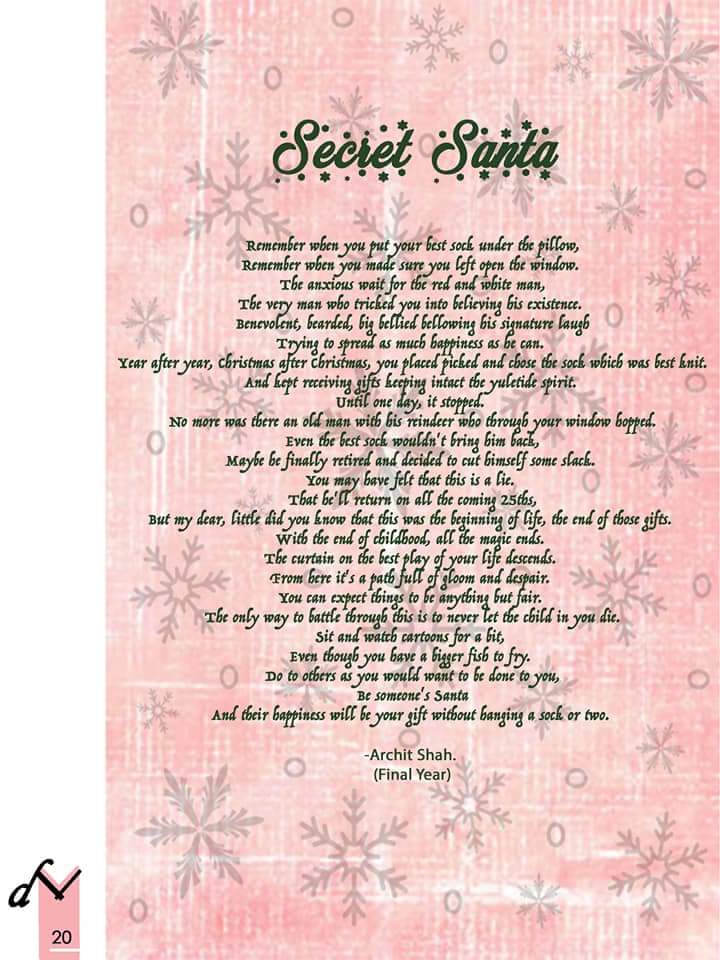 Secret Santa
Remember when you put your best sock under the pillow,
Remember when you made sure you left open the window.
The anxious wait for the red and white man,
The very man who tricked you into believing his existence.
Benevolent, bearded, big bellied bellowing his signature laugh
Trying to spread as much happiness as he can.
Year after year, Christmas after Christmas, you placed picked and chose the sock which was best knit.
And kept receiving gifts keeping intact the yuletide spirit.
Until one day, it stopped.
No more was there an old man with his reindeer who through your window hopped.
Even the best sock wouldn't bring him back,
Maybe he finally retired and decided to cut himself some slack.
You may have felt that this is a lie.
That he'll return on all the coming 25ths,
But my dear, little did you know that this was the beginning of life, the end of those gifts.
With the end of childhood, all the magic ends.
The curtain on the best play of your life descends.
From here it's a path full of gloom and despair.
You can expect things to be anything but fair.
The only way to battle through this is to never let the child in you die.
Sit and watch cartoons for a bit,
Even though you have a bigger fish to fry.
Do to others as you would want to be done to you,
Be someone's Santa
And their happiness will be your gift without hanging a sock or two.
-Archit Shah.
(Final Year)
20